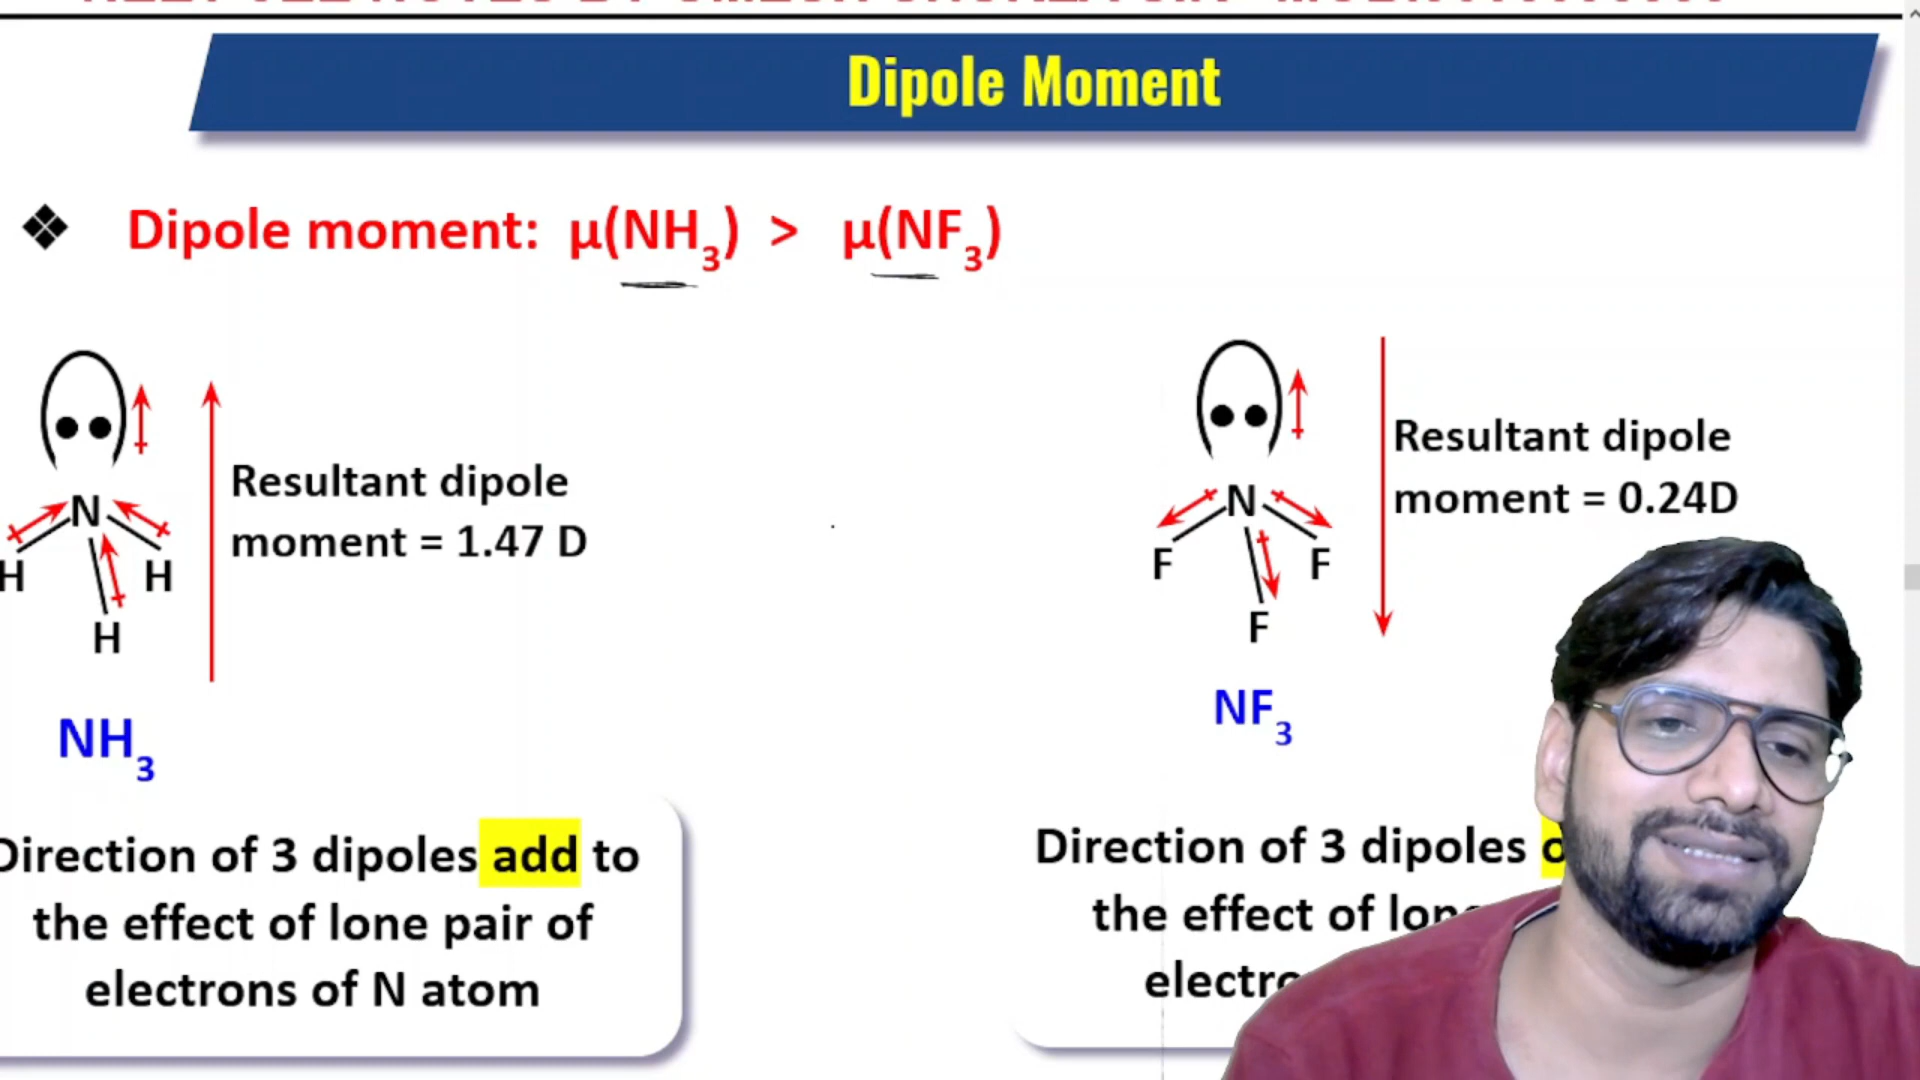 Dipole Moment
❖ Dipole moment: μ(NH₃) > μ(NF₃)
N
H
H
H
Resultant dipole
moment = 1.47 D
NH₃
Direction of 3 dipoles add to
the effect of lone pair of
electrons of N atom
N
F
F
F
Resultant dipole
moment = 0.24D
NF₃
Direction of 3 dipoles
the effect of